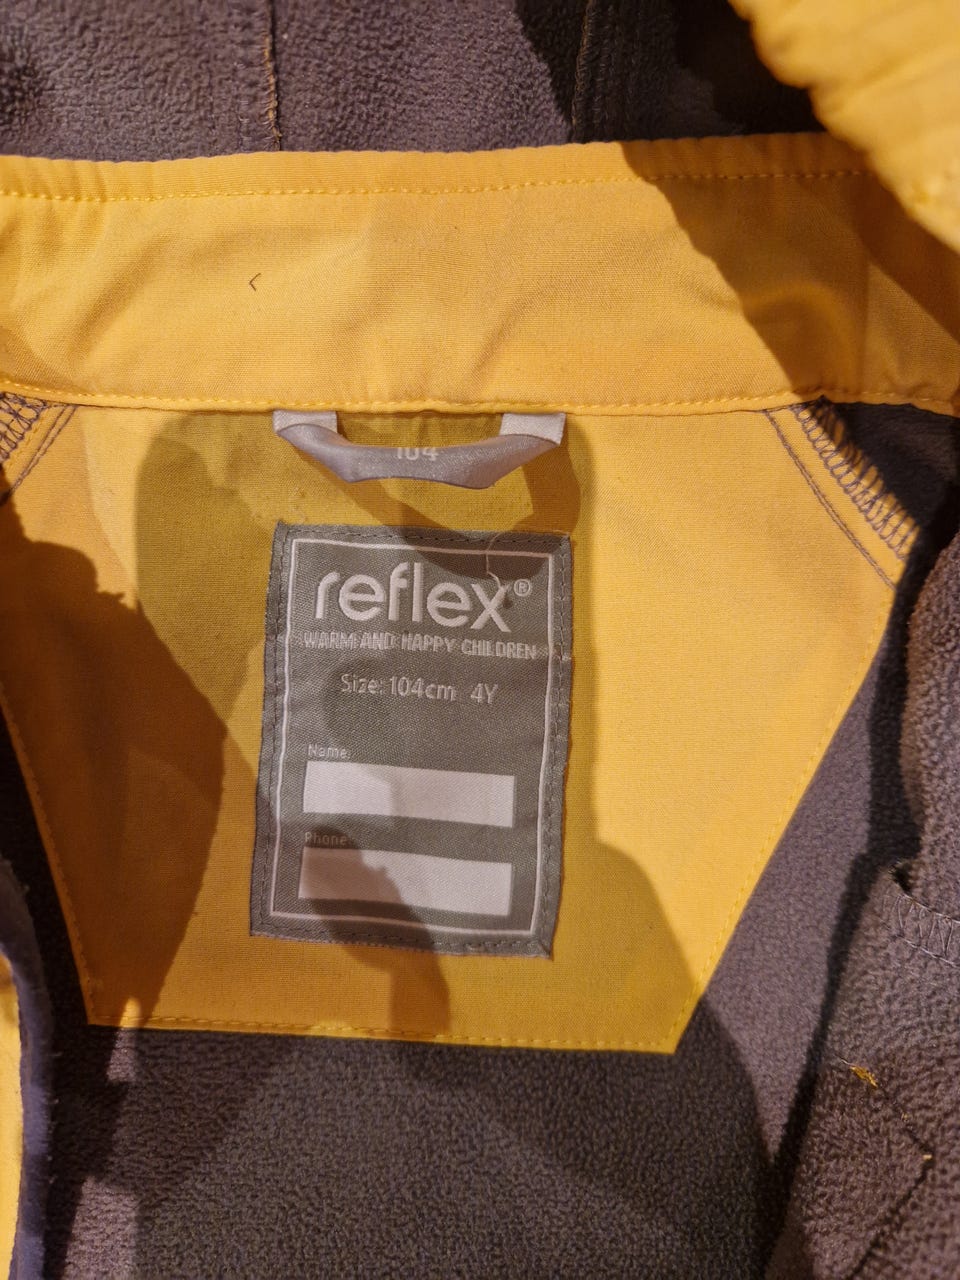 104
reflex®
WARM AND HAPPY CHILDREN
Size: 104cm 4Y
Name:
Phone: